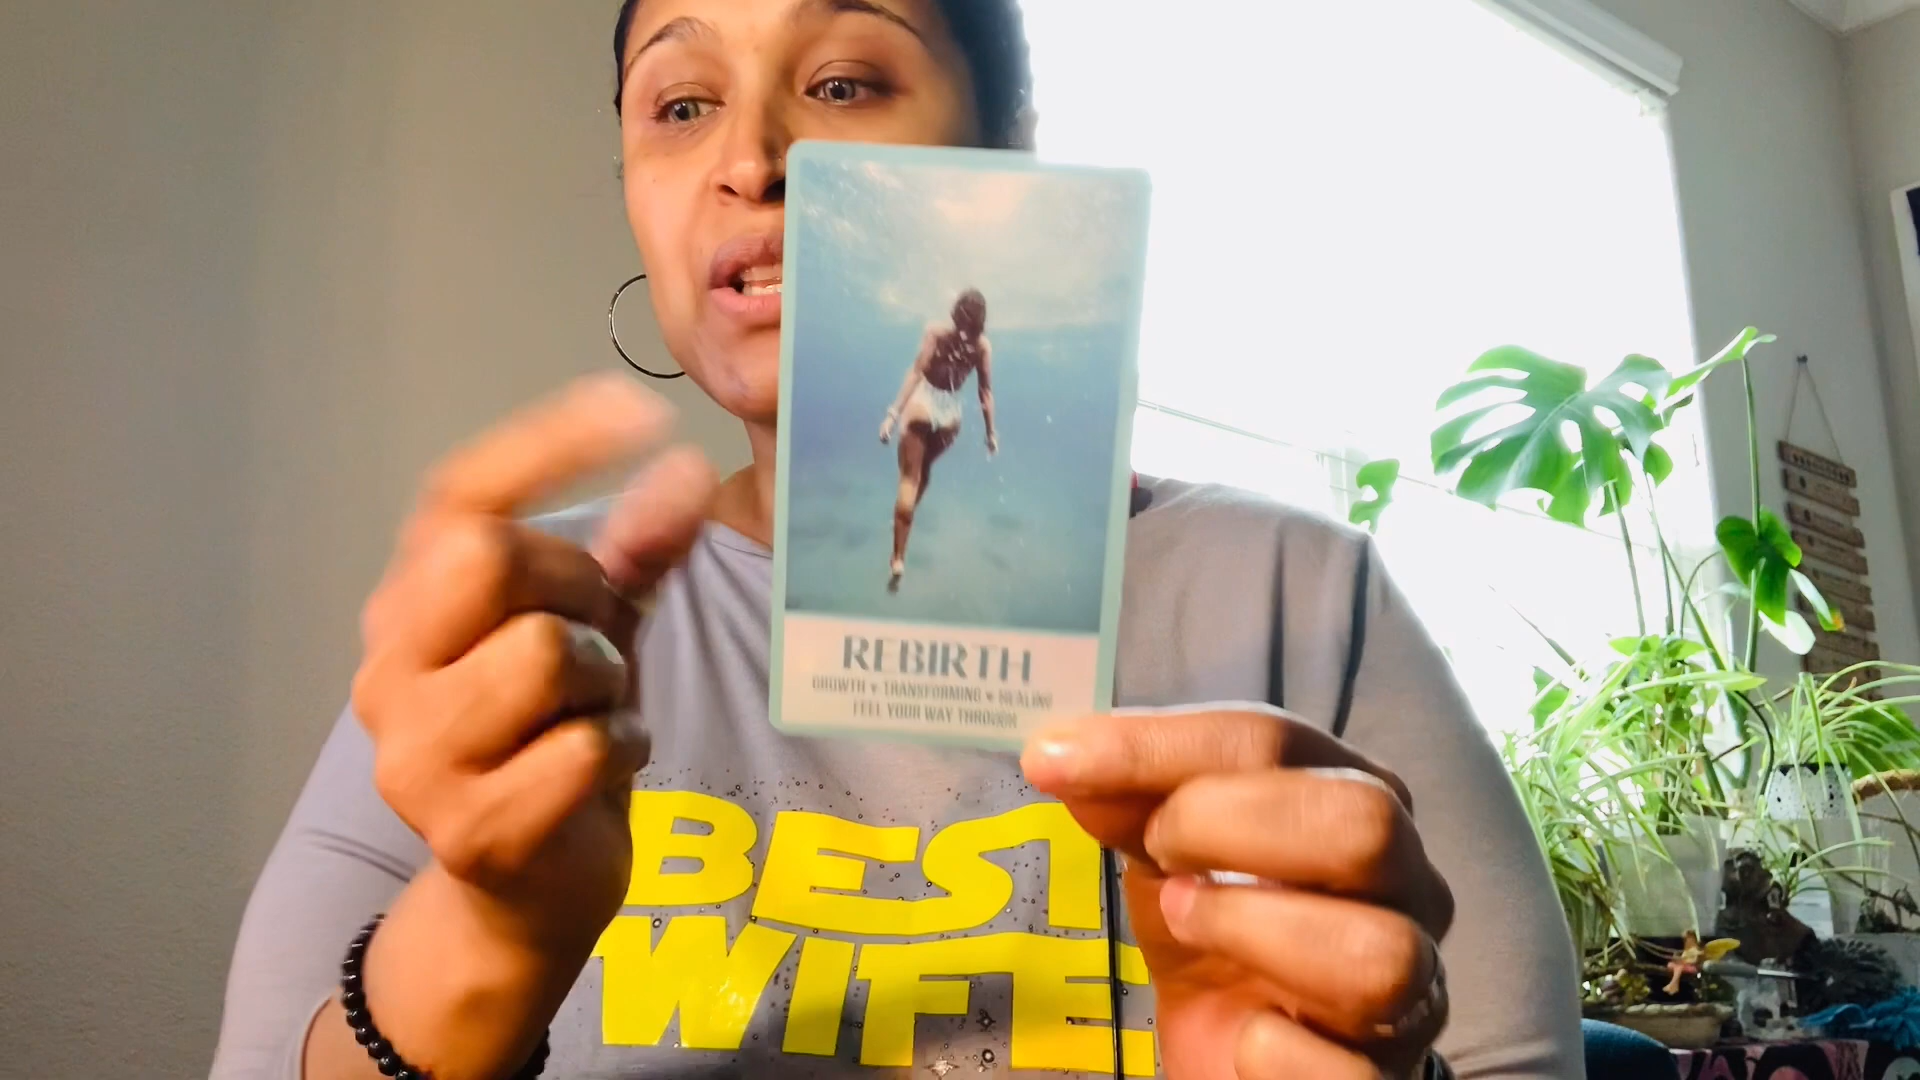 REBIRTH
GROWTH ♥ TRANSFORMING ♥ HEALING
FEEL YOUR WAY THROUGH
BEST
WIFE